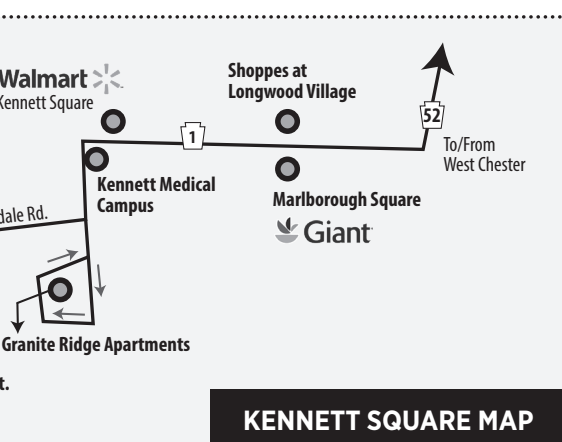 Walmart
Kennett Square
Shoppes at
Longwood Village
52
1
To/From
West Chester
Kennett Medical
Campus
Marlborough Square
Giant
dale Rd.
Granite Ridge Apartments
t.
KENNETT SQUARE MAP